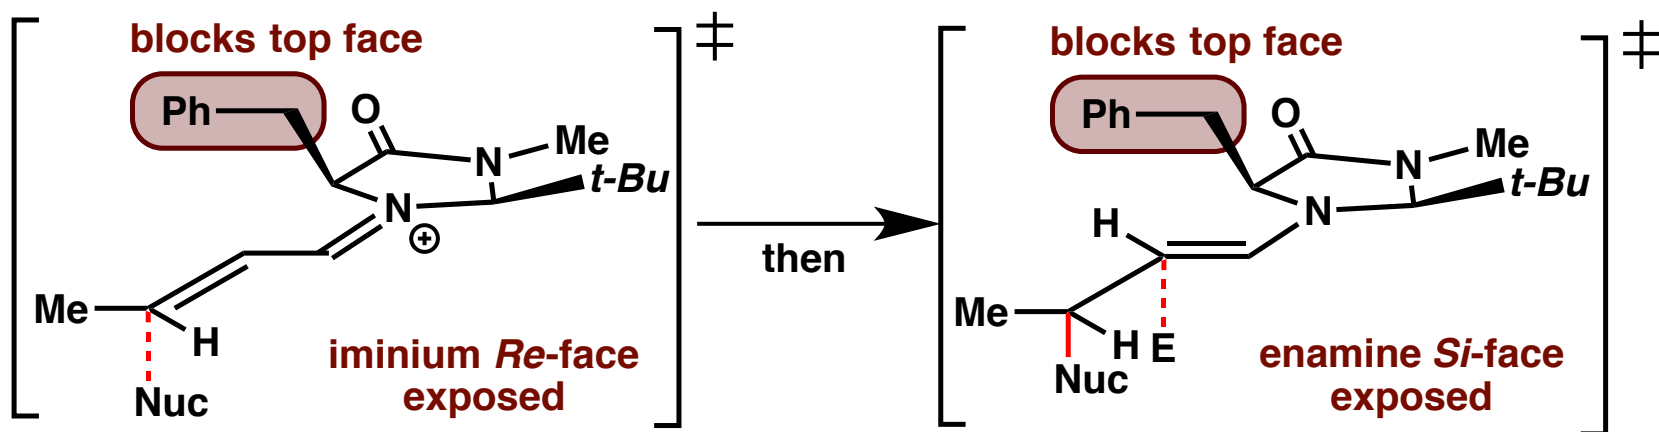 blocks top face
Ph
O
N
Me
t-Bu
N
+
Me
H
Nuc
iminium Re-face
exposed
‡
then
blocks top face
Ph
O
N
Me
t-Bu
N
H
Me
H
E
Nuc
enamine Si-face
exposed
‡